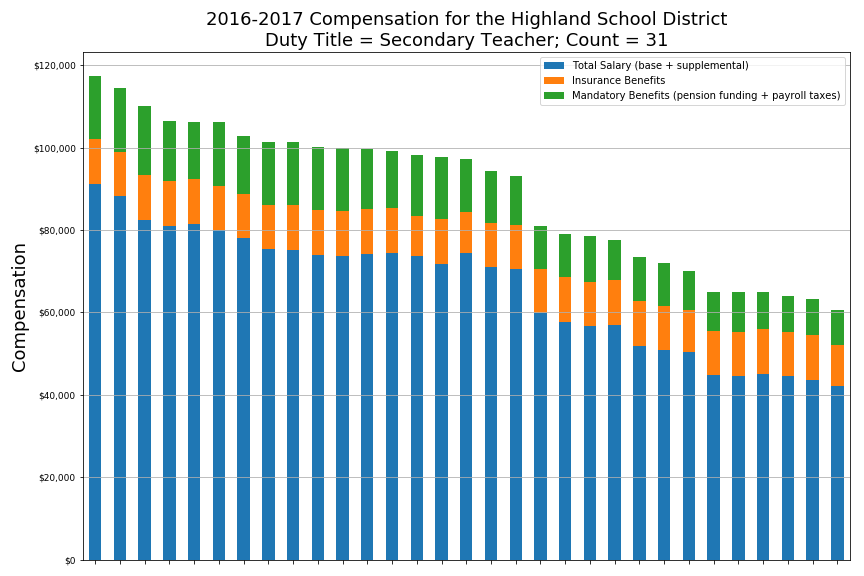 2016-2017 Compensation for the Highland School District
Duty Title = Secondary Teacher; Count = 31
Total Salary (base + supplemental)
Insurance Benefits
Mandatory Benefits (pension funding + payroll taxes)
Compensation
$120,000
$100,000
$80,000
$60,000
$40,000
$20,000
$0